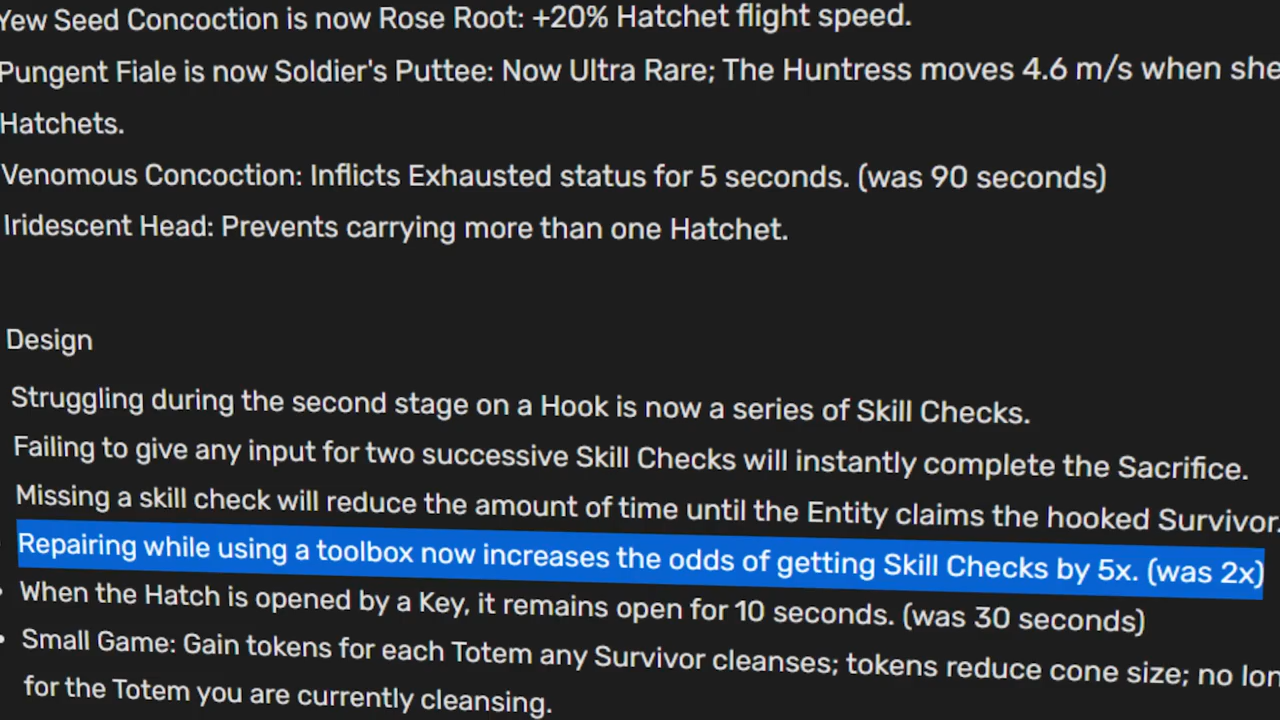 Yew Seed Concoction is now Rose Root: +20% Hatchet flight speed.
Pungent Fiale is now Soldier's Puttee: Now Ultra Rare; The Huntress moves 4.6 m/s when she
Hatchets.
Venomous Concoction: Inflicts Exhausted status for 5 seconds. (was 90 seconds)
Iridescent Head: Prevents carrying more than one Hatchet.
Design
Struggling during the second stage on a Hook is now a series of Skill Checks.
Failing to give any input for two successive Skill Checks will instantly complete the Sacrifice.
Missing a skill check will reduce the amount of time until the Entity claims the hooked Survivor.
Repairing while using a toolbox now increases the odds of getting Skill Checks by 5x. (was 2x)
• When the Hatch is opened by a Key, it remains open for 10 seconds. (was 30 seconds)
• Small Game: Gain tokens for each Totem any Survivor cleanses; tokens reduce cone size; no lon
for the Totem you are currently cleansing.